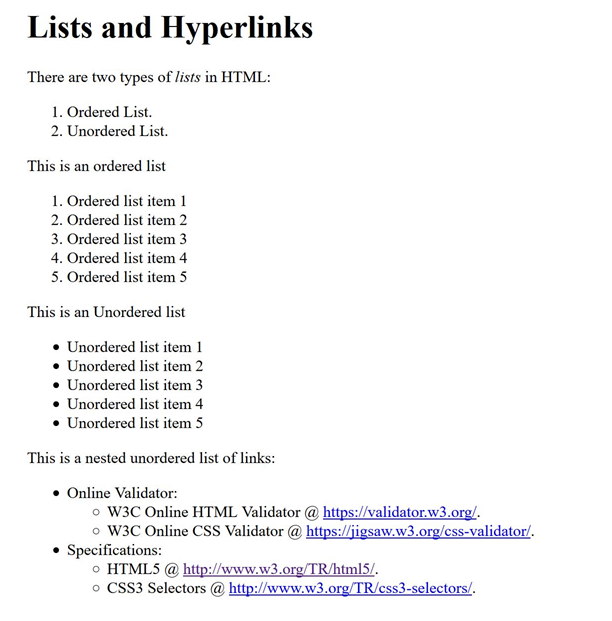 Lists and Hyperlinks
There are two types of lists in HTML:
1. Ordered List.
2. Unordered List.
This is an ordered list
1. Ordered list item 1
2. Ordered list item 2
3. Ordered list item 3
4. Ordered list item 4
5. Ordered list item 5
This is an Unordered list
• Unordered list item 1
• Unordered list item 2
• Unordered list item 3
• Unordered list item 4
• Unordered list item 5
This is a nested unordered list of links:
• Online Validator:
◦ W3C Online HTML Validator @ https://validator.w3.org/.
◦ W3C Online CSS Validator @ https://jigsaw.w3.org/css-validator/.
• Specifications:
◦ HTML5 @ http://www.w3.org/TR/html5/.
◦ CSS3 Selectors @ http://www.w3.org/TR/css3-selectors/.